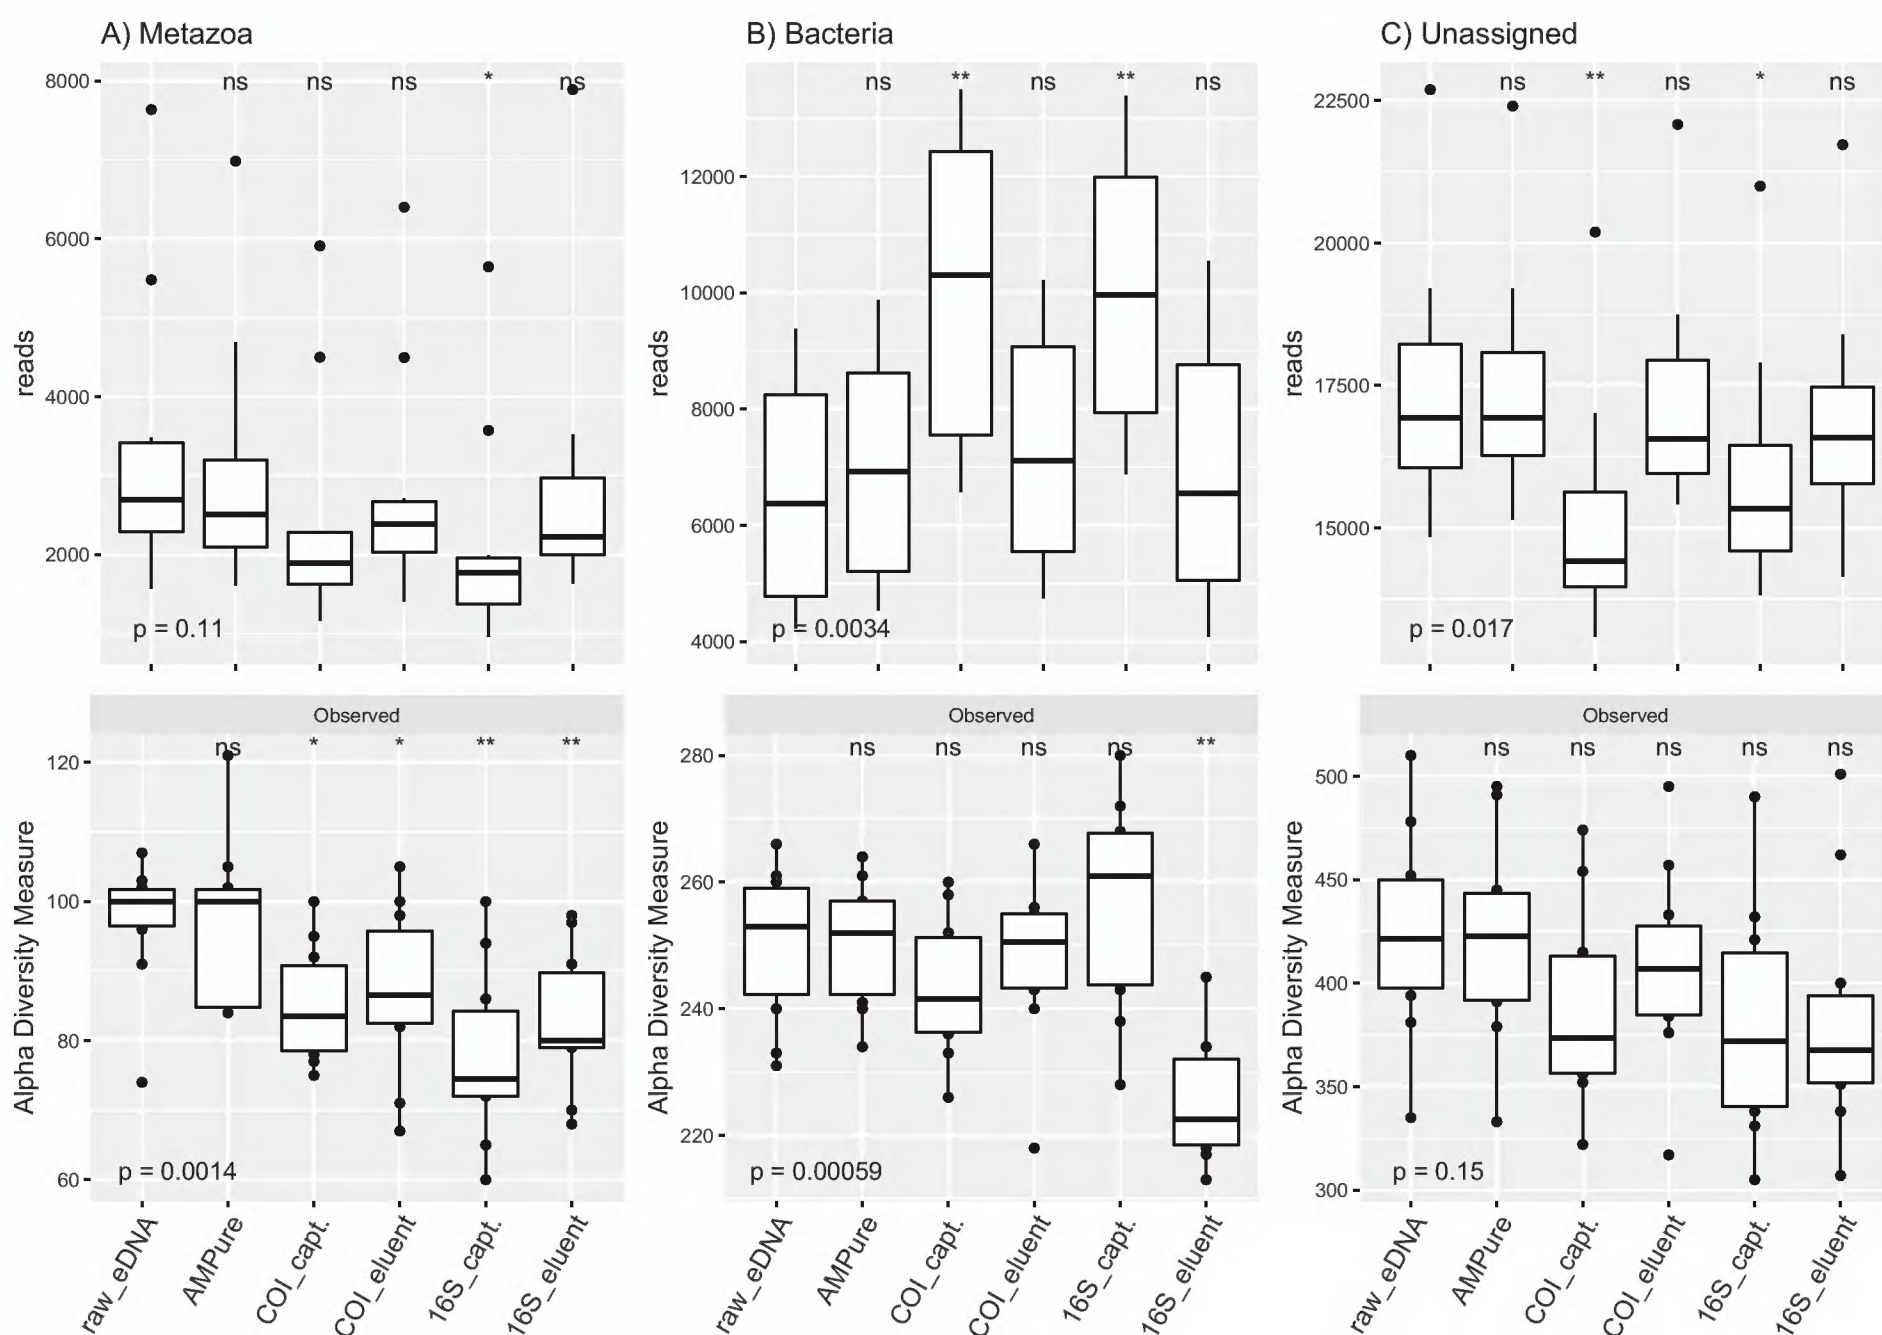 A) Metazoa
B) Bacteria
C) Unassigned
reads
8000
6000
4000
2000
ns ns ns * ns
p = 0.11
reads
12000
10000
8000
6000
4000
ns ** ns ** ns
p = 0.0034
reads
22500
20000
17500
15000
ns ** ns * ns
p = 0.017
Observed
Alpha Diversity Measure
120
100
80
60
ns * * ** **
p = 0.0014
raw_eDNA
AMPure
COI_capt.
COI_eluent
16S_capt.
16S_eluent
Observed
Alpha Diversity Measure
280
260
240
220
ns ns ns ns **
p = 0.00059
raw_eDNA
AMPure
COI_capt.
COI_eluent
16S_capt.
16S_eluent
Observed
Alpha Diversity Measure
500
450
400
350
300
ns ns ns ns ns
p = 0.15
raw_eDNA
AMPure
COI_capt.
COI_eluent
16S_capt.
16S_eluent